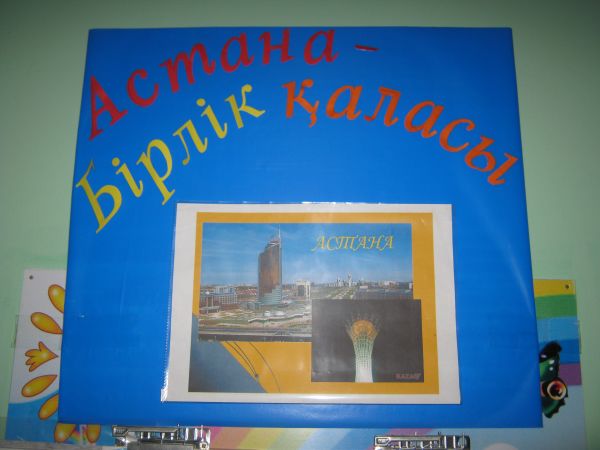 Астана -
Бірлік қаласы
АСТАНА